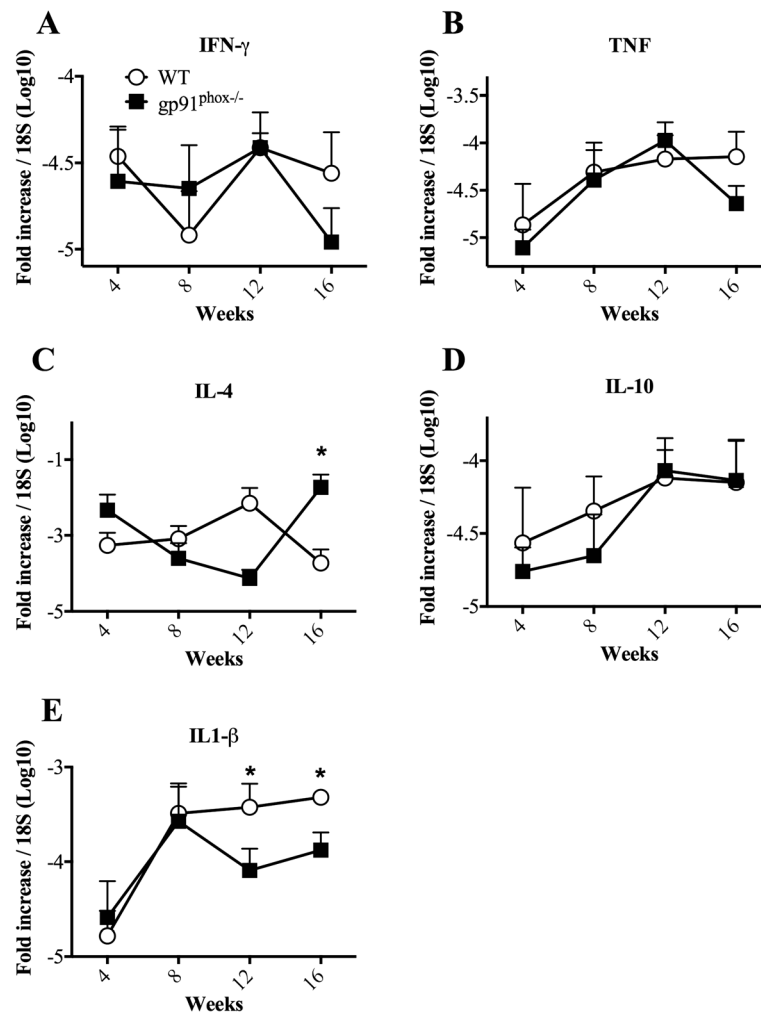 A
IFN-γ
Fold increase / 18S (Log10)
-4
-4.5
-5
WT
gp91phox-/-
4
8
12
16
Weeks
B
TNF
Fold increase / 18S (Log10)
-3.5
-4
-4.5
-5
4
8
12
16
Weeks
C
IL-4
Fold increase / 18S (Log10)
-1
-3
-5
*
4
8
12
16
Weeks
D
IL-10
Fold increase / 18S (Log10)
-4
-4.5
-5
4
8
12
16
Weeks
E
IL1-β
Fold increase / 18S (Log10)
-3
-4
-5
* *
4
8
12
16
Weeks